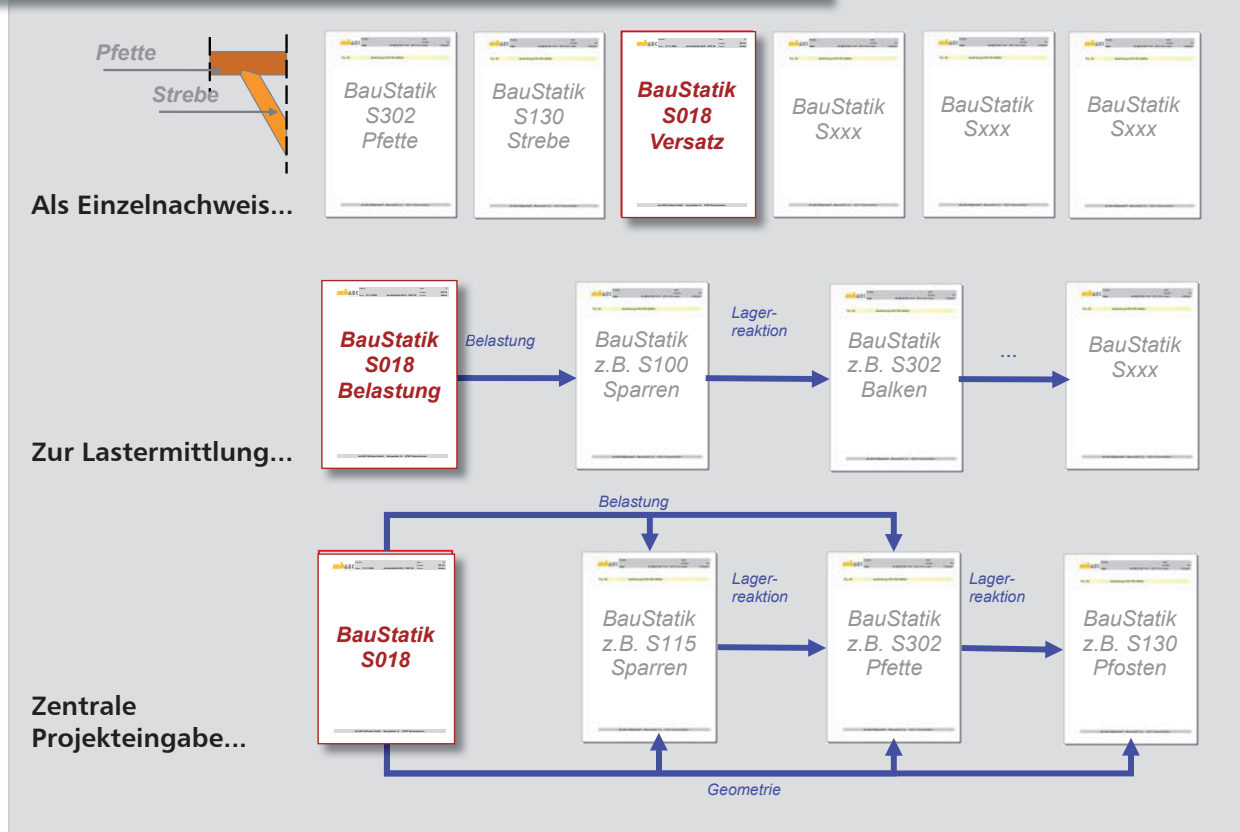 Pfette
Strebe
BauStatik
S302
Pfette
BauStatik
S130
Strebe
BauStatik
S018
Versatz
BauStatik
Sxxx
BauStatik
Sxxx
BauStatik
Sxxx
Als Einzelnachweis...
BauStatik
S018
Belastung
Belastung
BauStatik
z.B. S100
Sparren
Lager-
reaktion
BauStatik
z.B. S302
Balken
...
BauStatik
Sxxx
Zur Lastermittlung...
Belastung
BauStatik
S018
BauStatik
z.B. S115
Sparren
Lager-
reaktion
BauStatik
z.B. S302
Pfette
Lager-
reaktion
BauStatik
z.B. S130
Pfosten
Zentrale
Projekteingabe...
Geometrie